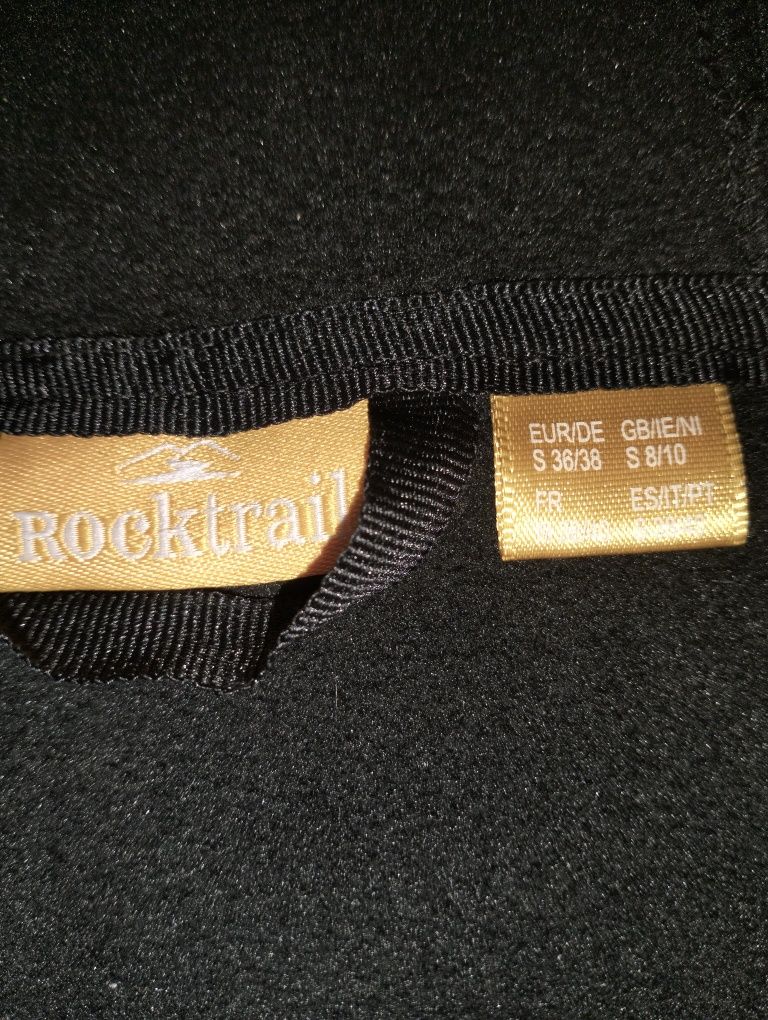 Rocktrail
EUR/DE GB/IE/NI
S 36/38 S 8/10
FR ES/IT/PT